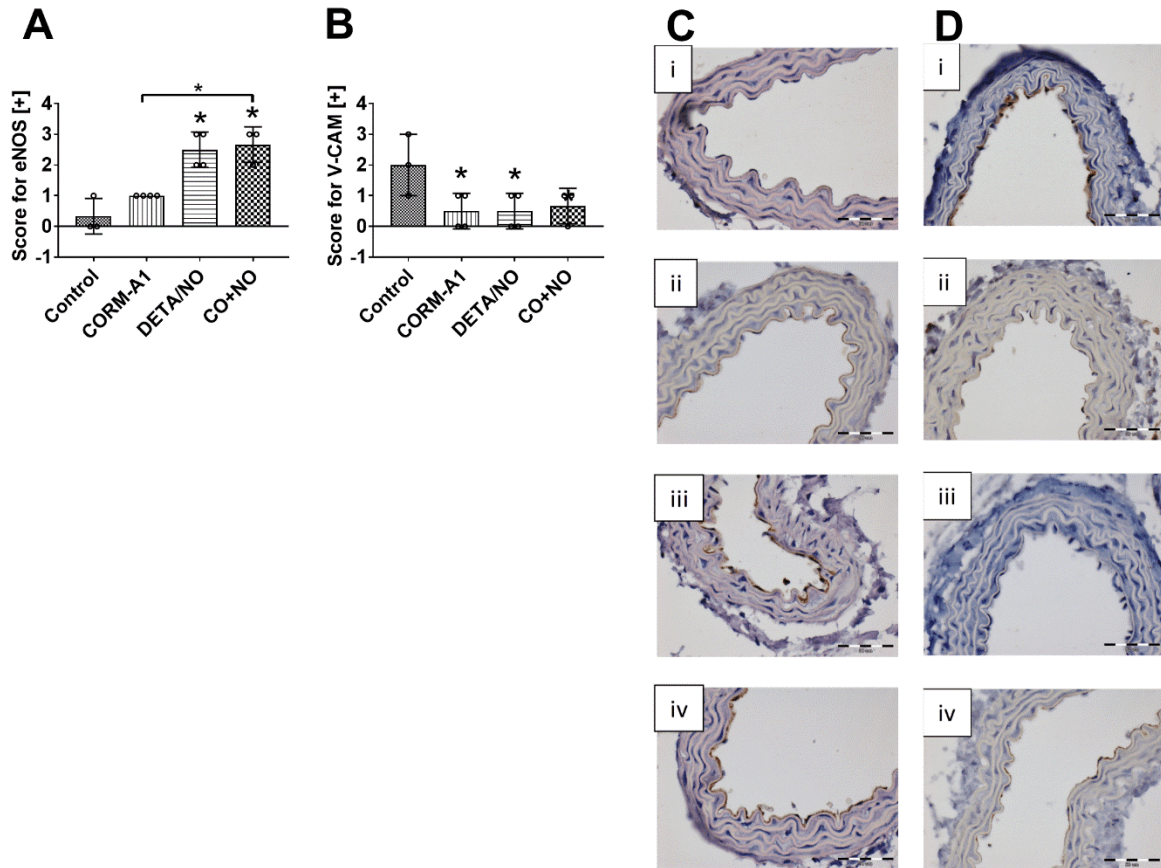 A
B
C
D
Score for eNOS [+]
4
3
2
1
0
-1
*
*
*
Control
CORM-A1
DETA/NO
CO+NO
Score for V-CAM [+]
4
3
2
1
0
-1
*
*
Control
CORM-A1
DETA/NO
CO+NO
i
ii
iii
iv
i
ii
iii
iv